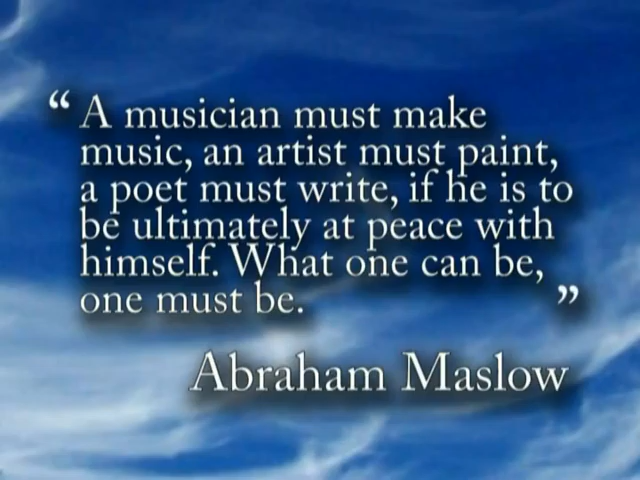 “ A musician must make
music, an artist must paint,
a poet must write, if he is to
be ultimately at peace with
himself. What one can be,
one must be. ”
Abraham Maslow